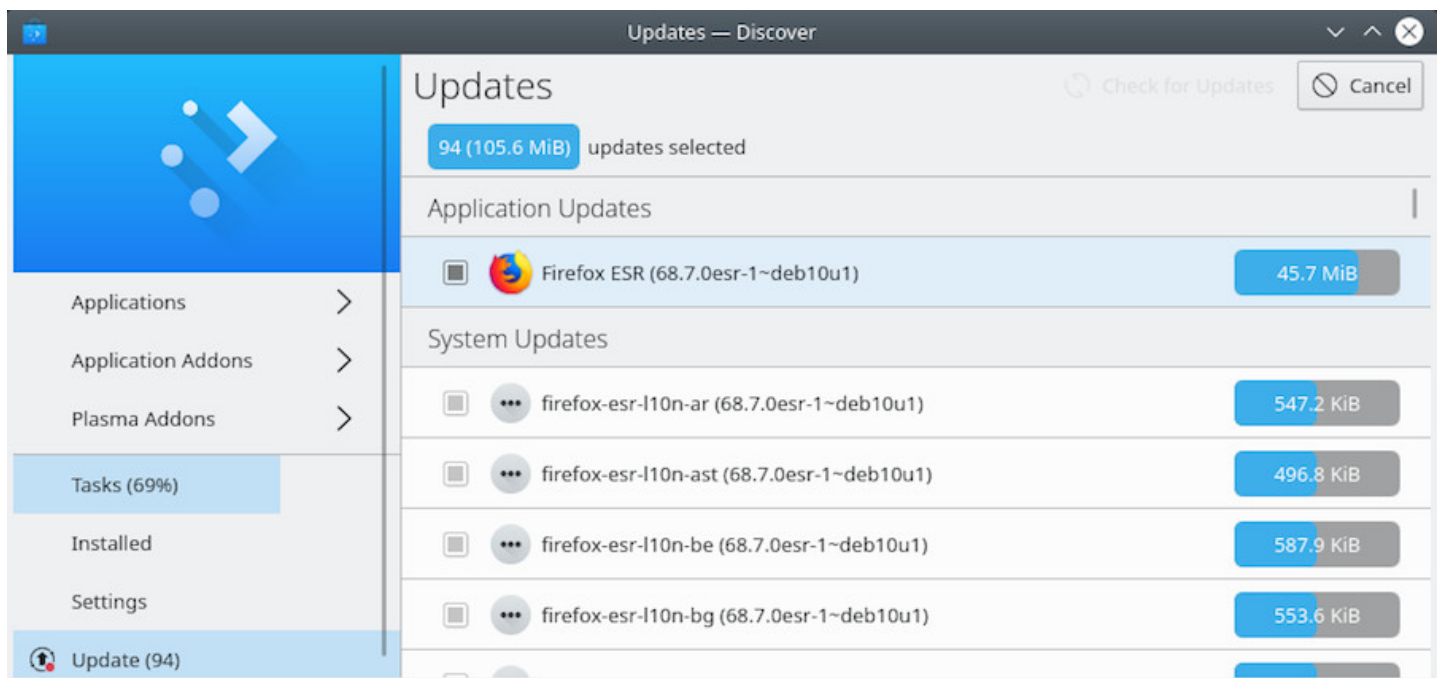 Updates — Discover
Updates
Check for Updates
Cancel
94 (105.6 MiB) updates selected
Application Updates
Firefox ESR (68.7.0esr-1~deb10u1)
45.7 MiB
System Updates
firefox-esr-l10n-ar (68.7.0esr-1~deb10u1)
547.2 KiB
firefox-esr-l10n-ast (68.7.0esr-1~deb10u1)
496.8 KiB
firefox-esr-l10n-be (68.7.0esr-1~deb10u1)
587.9 KiB
firefox-esr-l10n-bg (68.7.0esr-1~deb10u1)
553.6 KiB
Applications
Application Addons
Plasma Addons
Tasks (69%)
Installed
Settings
Update (94)